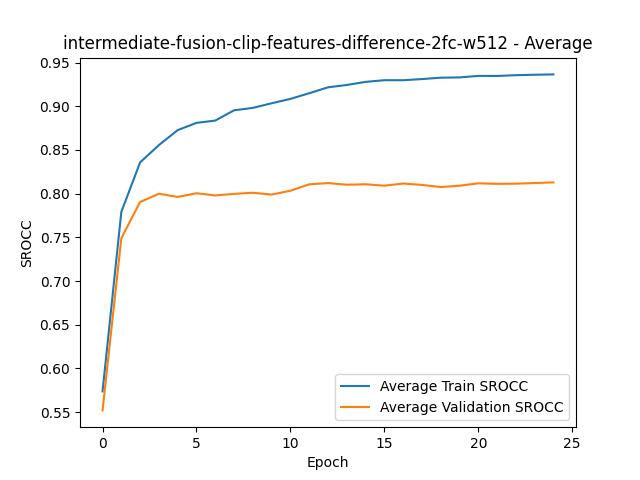 intermediate-fusion-clip-features-difference-2fc-w512 - Average
0.95
0.90
0.85
0.80
0.75
0.70
0.65
0.60
0.55
SROCC
Average Train SROCC
Average Validation SROCC
0 5 10 15 20 25
Epoch